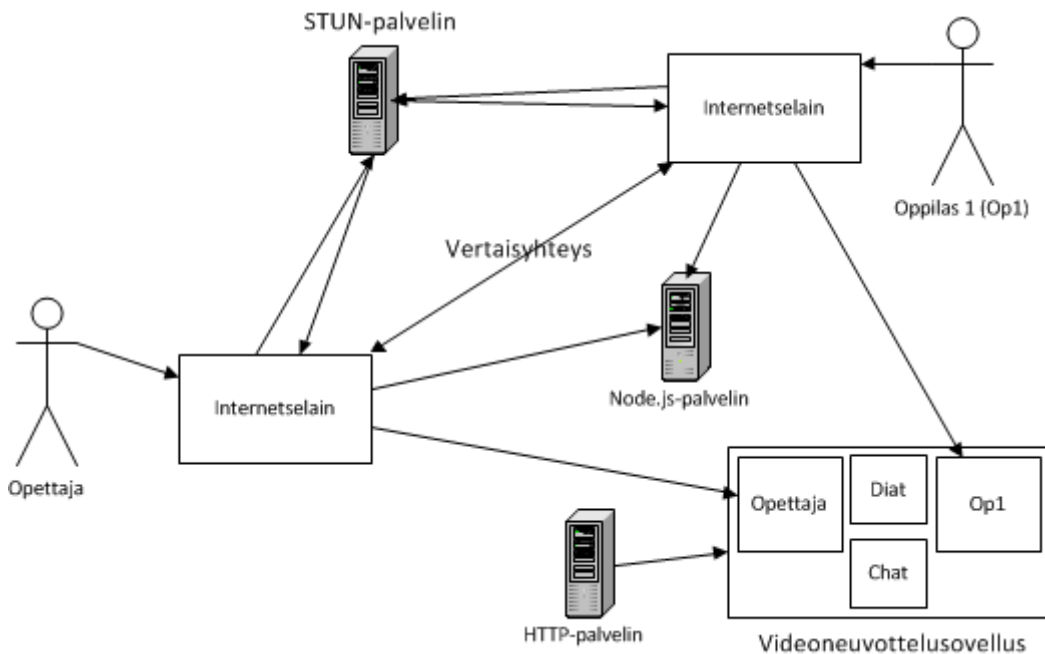 STUN-palvelin
Internetselain
Oppilas 1 (Op1)
Vertaisyhteys
Node.js-palvelin
Internetselain
Opettaja
Opettaja
Diat
Op1
Chat
HTTP-palvelin
Videoneuvottelusovellus